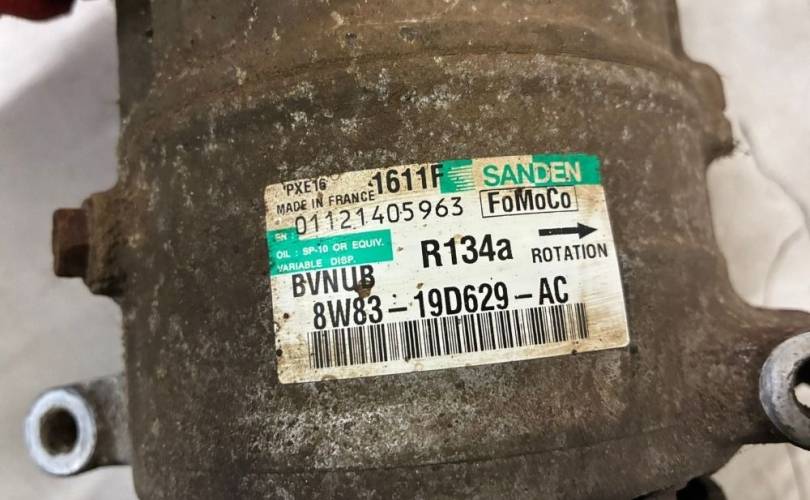 PXE16 1611F SANDEN
MADE IN FRANCE
SN: 01121405963 FoMoCo
OIL : SP-10 OR EQUIV.
VARIABLE DISP.
R134a ROTATION
BVNUB
8W83-19D629-AC